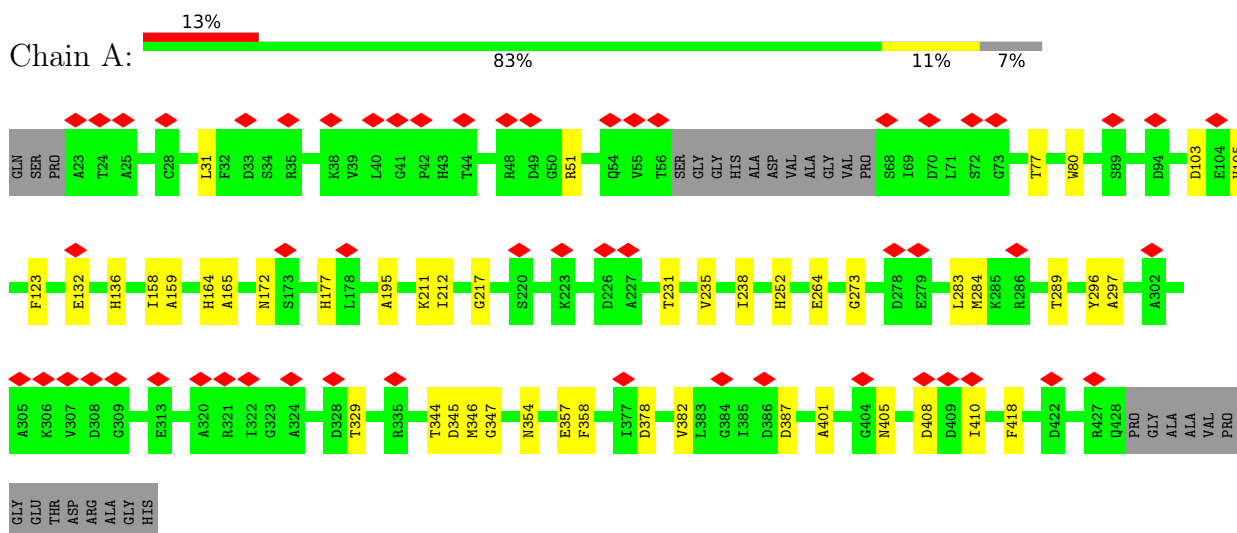 13%
Chain A:
83% 11% 7%
GLN SER PRO A23 T24 A25 C28 L31 F32 D33 S34 R35 K38 V39 L40 G41 P42 H43 T44 R48 D49 G50 R51 Q54 V55 T56 SER GLY GLY HIS ALA ASP VAL ALA GLY VAL PRO S68 I69 D70 L71 S72 G73 T77 W80 S89 D94 D103 E104
F123 E132 H136 I158 A159 H164 A165 N172 S173 H177 L178 A195 K211 I212 G217 S220 K223 D226 A227 T231 V235 I238 H252 E264 G273 D278 E279 L283 M284 K285 R286 T289 Y296 A297 A302
A305 K306 V307 D308 G309 E313 A320 R321 I322 G323 A324 D328 T329 R335 T344 D345 M346 G347 N354 E357 F358 I377 D378 V382 L383 G384 I385 D386 D387 A401 G404 N405 D408 D409 I410 F418 D422 R427 Q428 PRO GLY ALA ALA VAL PRO
GLY GLU THR ASP ARG ALA GLY HIS